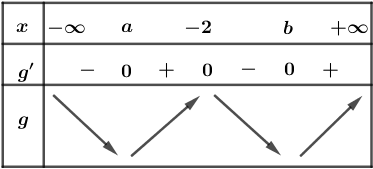 x −∞ a −2 b +∞
g′ − 0 + 0 − 0 +
g